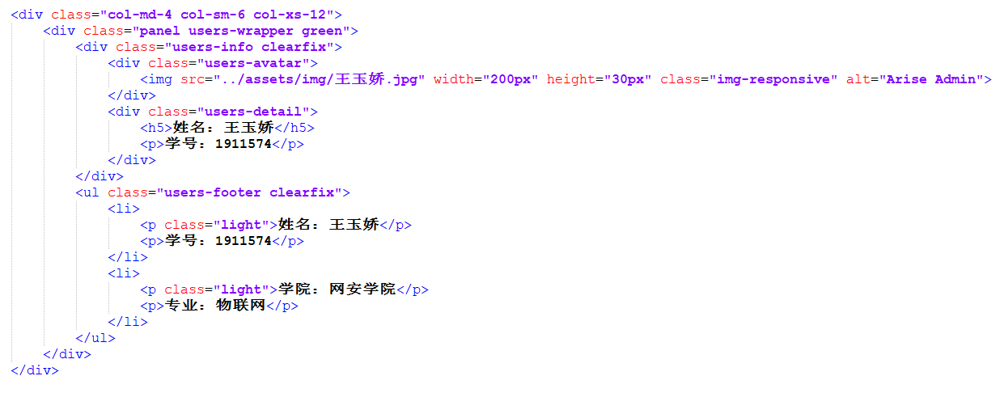 <div class="col-md-4 col-sm-6 col-xs-12">
    <div class="panel users-wrapper green">
        <div class="users-info clearfix">
            <div class="users-avatar">
                <img src="../assets/img/王玉娇.jpg" width="200px" height="30px" class="img-responsive" alt="Arise Admin">
            </div>
            <div class="users-detail">
                <h5>姓名：王玉娇</h5>
                <p>学号：1911574</p>
            </div>
        </div>
        <ul class="users-footer clearfix">
            <li>
                <p class="light">姓名：王玉娇</p>
                <p>学号：1911574</p>
            </li>
            <li>
                <p class="light">学院：网安学院</p>
                <p>专业：物联网</p>
            </li>
        </ul>
    </div>
</div>